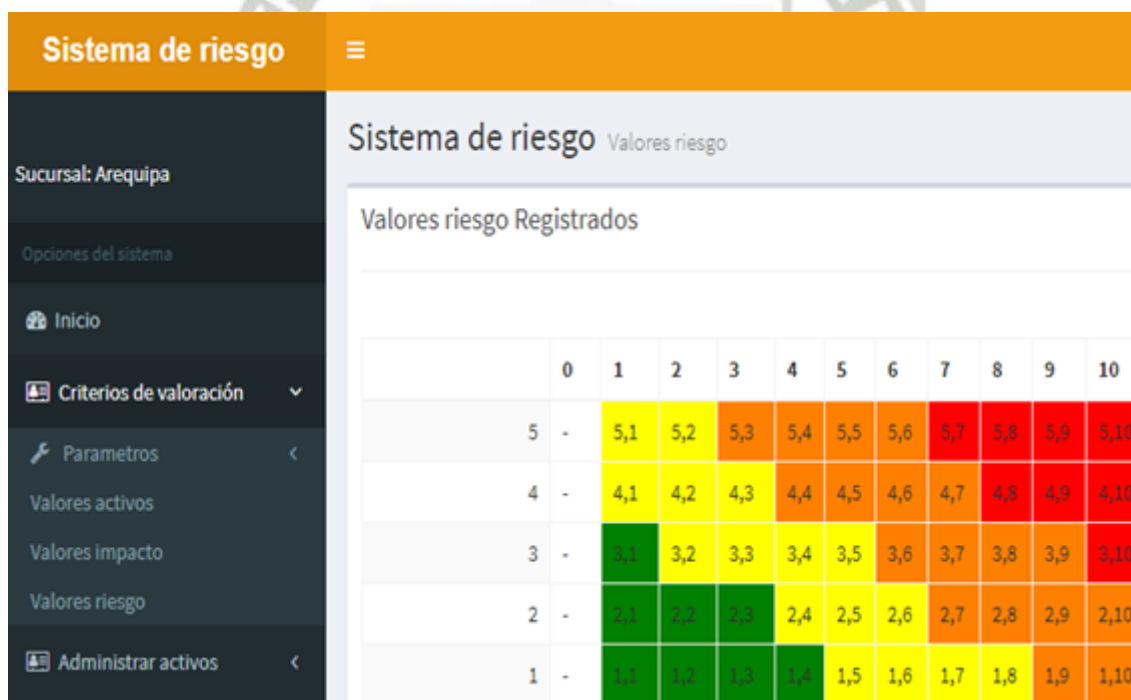 Sistema de riesgo
Sucursal: Arequipa
Opciones del sistema
Inicio
Criterios de valoración
Parametros
Valores activos
Valores impacto
Valores riesgo
Administrar activos
Sistema de riesgo Valores riesgo
Valores riesgo Registrados
0 1 2 3 4 5 6 7 8 9 10
5 - 5,1 5,2 5,3 5,4 5,5 5,6 5,7 5,8 5,9 5,10
4 - 4,1 4,2 4,3 4,4 4,5 4,6 4,7 4,8 4,9 4,10
3 - 3,1 3,2 3,3 3,4 3,5 3,6 3,7 3,8 3,9 3,10
2 - 2,1 2,2 2,3 2,4 2,5 2,6 2,7 2,8 2,9 2,10
1 - 1,1 1,2 1,3 1,4 1,5 1,6 1,7 1,8 1,9 1,10